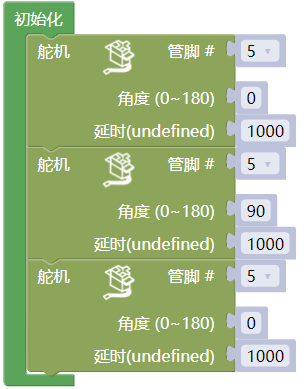 初始化
舵机 管脚 # 5
角度 (0~180) 0
延时(undefined) 1000
舵机 管脚 # 5
角度 (0~180) 90
延时(undefined) 1000
舵机 管脚 # 5
角度 (0~180) 0
延时(undefined) 1000